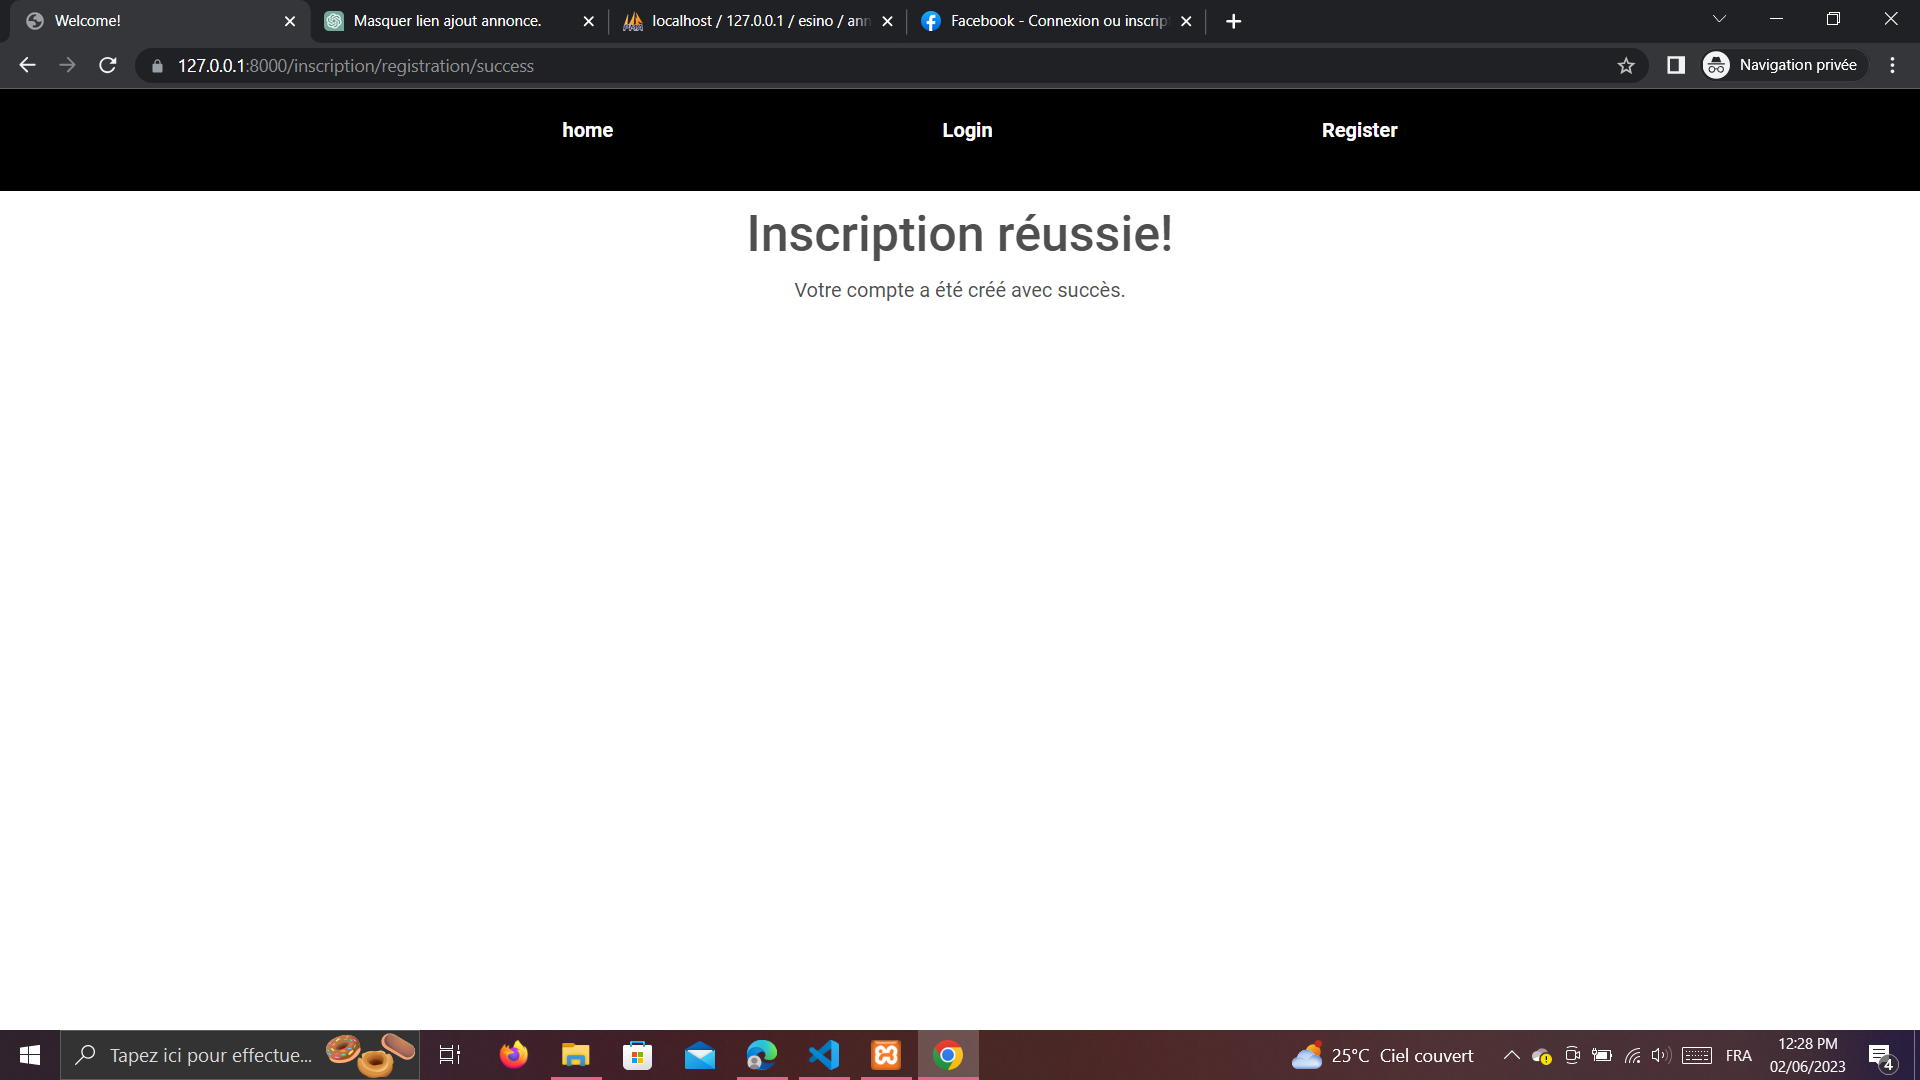 Welcome!
Masquer lien ajout annonce.
localhost / 127.0.0.1 / esino / ann
Facebook - Connexion ou inscrip
127.0.0.1:8000/inscription/registration/success
Navigation privée
home Login Register
Inscription réussie!
Votre compte a été créé avec succès.
Tapez ici pour effectue...
25°C Ciel couvert
FRA
12:28 PM
02/06/2023
4